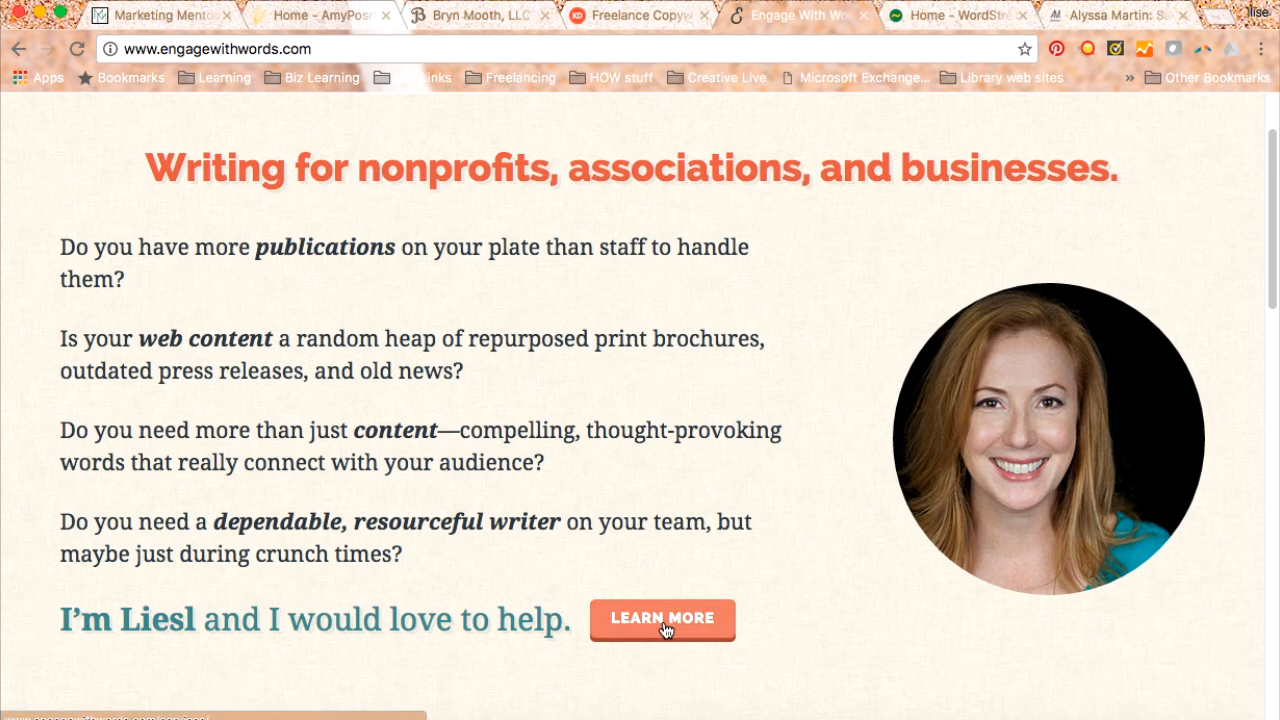 Marketing Mento
Home - AmyPos
Bryn Mooth, LLC
Freelance Copyw
Engage With Wo
Home - WordStr
Alyssa Martin: S
Ilise
www.engagewithwords.com
Apps Bookmarks Learning Biz Learning Links Freelancing HOW stuff Creative Live Microsoft Exchange... Library web sites » Other Bookmarks
Writing for nonprofits, associations, and businesses.
Do you have more publications on your plate than staff to handle
them?
Is your web content a random heap of repurposed print brochures,
outdated press releases, and old news?
Do you need more than just content—compelling, thought-provoking
words that really connect with your audience?
Do you need a dependable, resourceful writer on your team, but
maybe just during crunch times?
I'm Liesl and I would love to help.
LEARN MORE